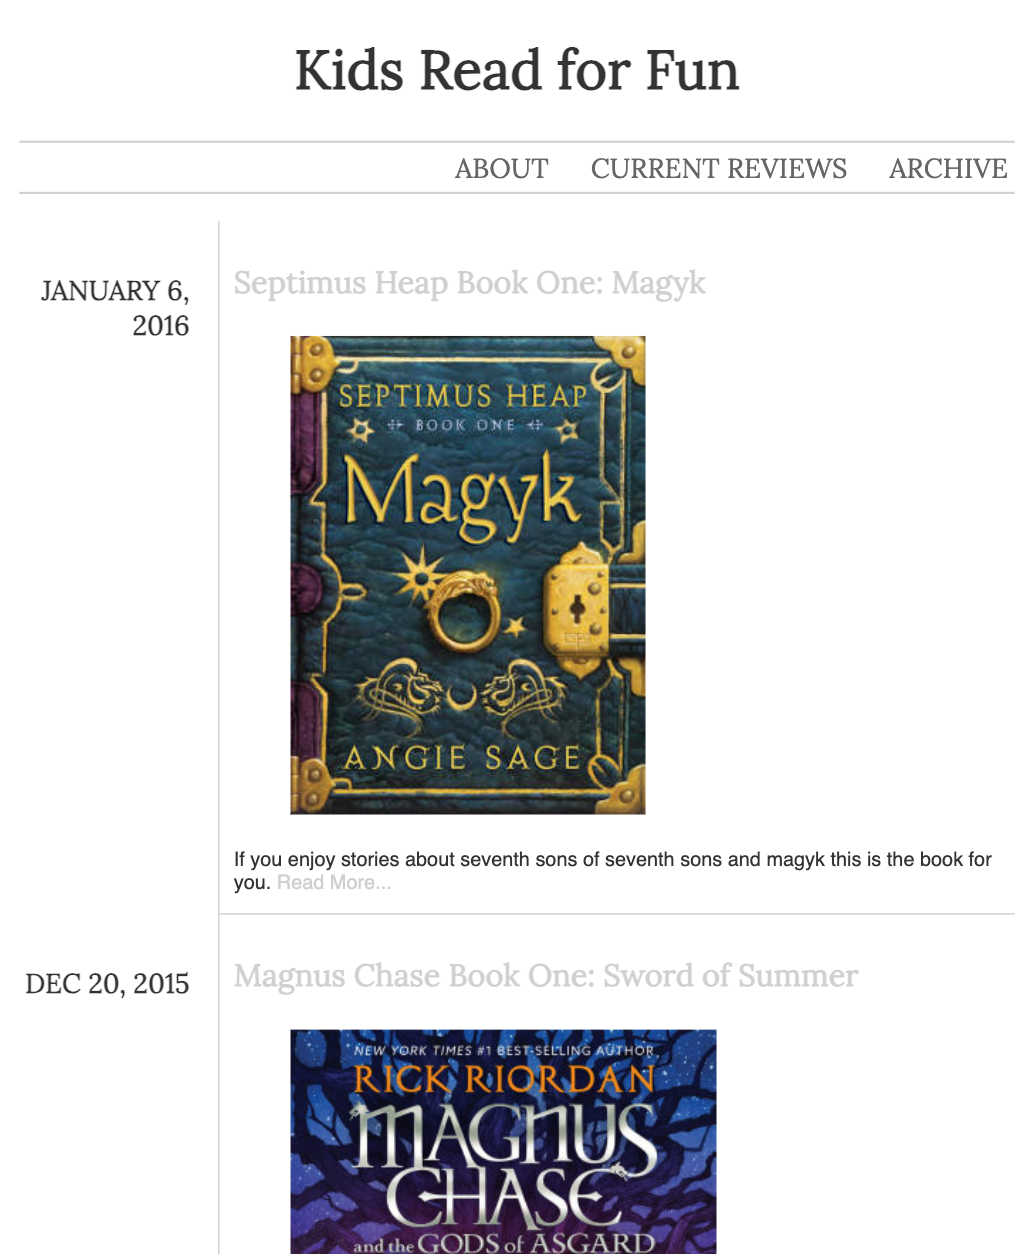 Kids Read for Fun
ABOUT CURRENT REVIEWS ARCHIVE
JANUARY 6,
2016
Septimus Heap Book One: Magyk
SEPTIMUS HEAP
BOOK ONE
Magyk
ANGIE SAGE
If you enjoy stories about seventh sons of seventh sons and magyk this is the book for
you. Read More...
DEC 20, 2015
Magnus Chase Book One: Sword of Summer
NEW YORK TIMES #1 BEST-SELLING AUTHOR
RICK RIORDAN
MAGNUS
CHASE
and the GODS of ASGARD